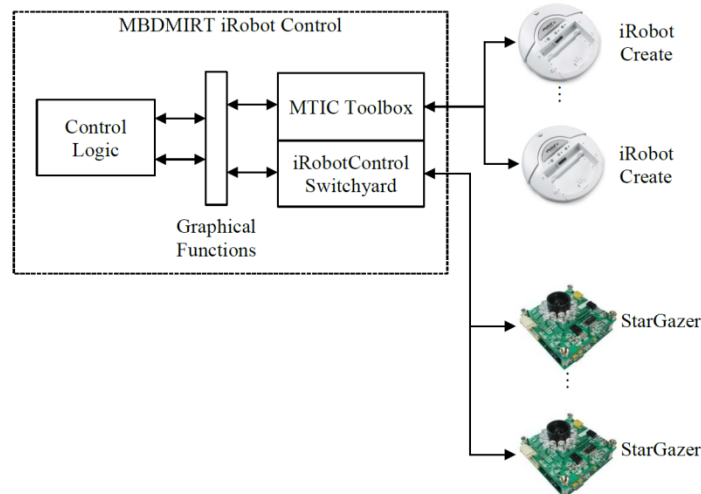 MBDMIRT iRobot Control
Control
Logic
Graphical
Functions
MTIC Toolbox
iRobotControl
Switchyard
iRobot
Create
iRobot
Create
StarGazer
StarGazer